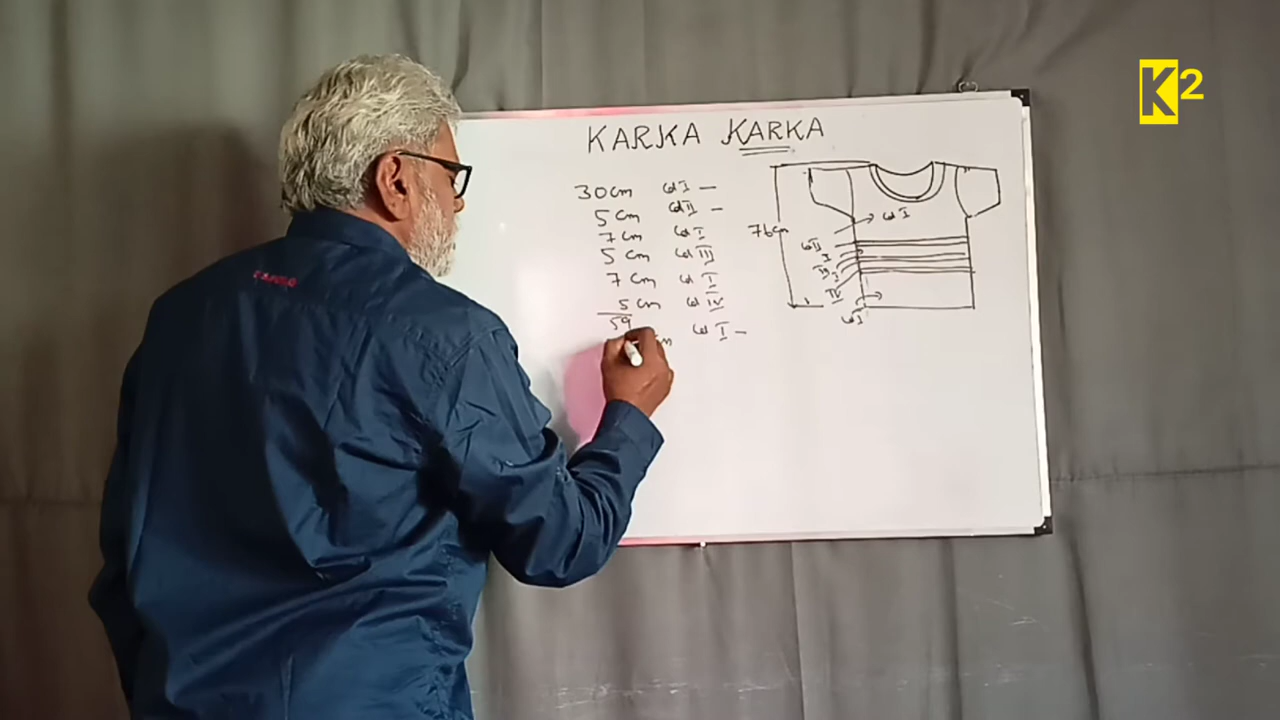 K2
KARKA KARKA
30cm col I —
5 cm col II —
7 cm col I
5 cm col III
7 cm col I
5 cm col IV
59
col I —
76cm
col I
col II
I
III
I
IV
col I